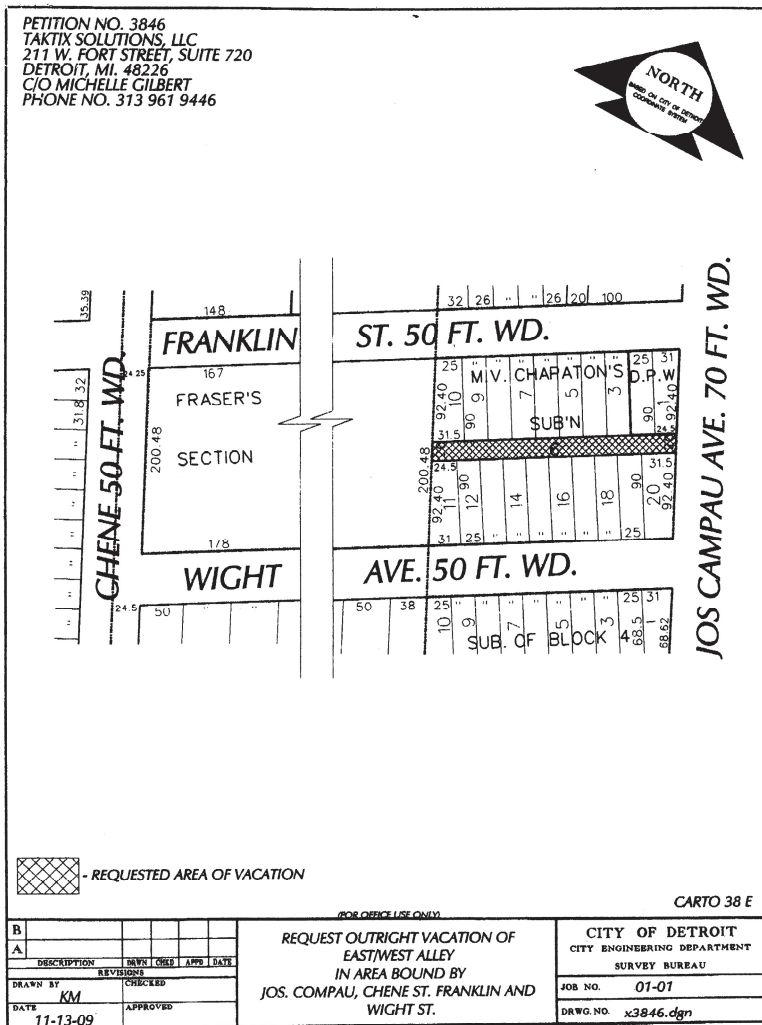 PETITION NO. 3846
TAKTIX SOLUTIONS, LLC
211 W. FORT STREET, SUITE 720
DETROIT, MI. 48226
C/O MICHELLE GILBERT
PHONE NO. 313 961 9446
NORTH
BASED ON CITY OF DETROIT
COORDINATE SYSTEM
35.39
148
32 26 " " 26 20 100
FRANKLIN ST. 50 FT. WD.
24.25
167
25 " " " " " " " 25 31
M.V. CHAPATON'S D.P.W
FRASER'S
SECTION
31.8 32
92.40 10 9 7 5 3 1 92.40
90 90
SUB'N
31.5 24.5
200.48
200.48
24.5 31.5
92.40 11 90 12 14 16 18 90 20 92.40
31 25 " " " " " " 25
178
CHENE 50 FT. WD.
JOS CAMPAU AVE. 70 FT. WD.
WIGHT AVE. 50 FT. WD.
24.5 50 " " 50 38 25 " " " " " " " 25 31
10 9 7 5 3 68.5 1 68.62
SUB. OF BLOCK 4
- REQUESTED AREA OF VACATION
CARTO 38 E
(FOR OFFICE USE ONLY)
B
A
DESCRIPTION DRWN CHKD APPD DATE
REVISIONS
DRAWN BY KM CHECKED
DATE 11-13-09 APPROVED
REQUEST OUTRIGHT VACATION OF
EAST/WEST ALLEY
IN AREA BOUND BY
JOS. COMPAU, CHENE ST. FRANKLIN AND
WIGHT ST.
CITY OF DETROIT
CITY ENGINEERING DEPARTMENT
SURVEY BUREAU
JOB NO. 01-01
DRWG. NO. x3846.dgn